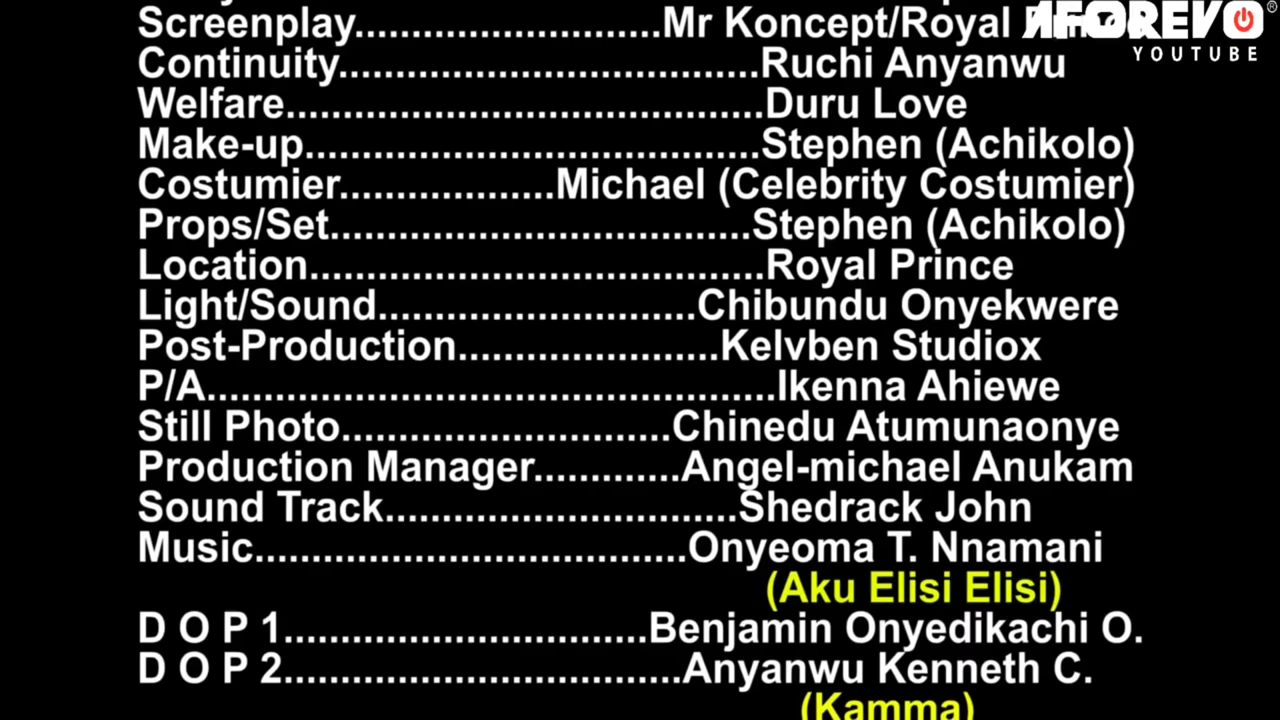 Screenplay...........................Mr Koncept/Royal
AFOREVO®
YOUTUBE
Continuity.....................................Ruchi Anyanwu
Welfare..........................................Duru Love
Make-up........................................Stephen (Achikolo)
Costumier...................Michael (Celebrity Costumier)
Props/Set.....................................Stephen (Achikolo)
Location........................................Royal Prince
Light/Sound............................Chibundu Onyekwere
Post-Production.......................Kelvben Studiox
P/A..................................................Ikenna Ahiewe
Still Photo.............................Chinedu Atumunaonye
Production Manager.............Angel-michael Anukam
Sound Track...............................Shedrack John
Music......................................Onyeoma T. Nnamani
(Aku Elisi Elisi)
D O P 1................................Benjamin Onyedikachi O.
D O P 2...................................Anyanwu Kenneth C.
(Kamma)